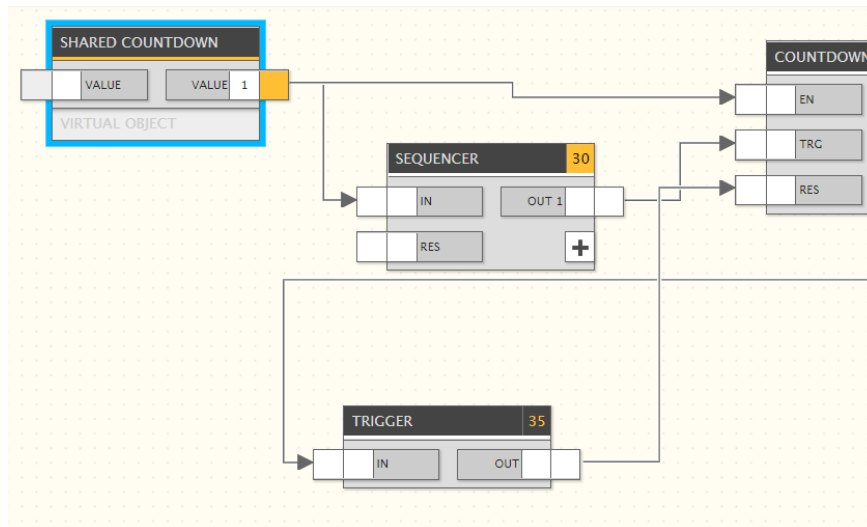 SHARED COUNTDOWN
VALUE
VALUE 1
VIRTUAL OBJECT
COUNTDOWN
EN
TRG
RES
SEQUENCER 30
IN
OUT 1
RES
TRIGGER 35
IN
OUT